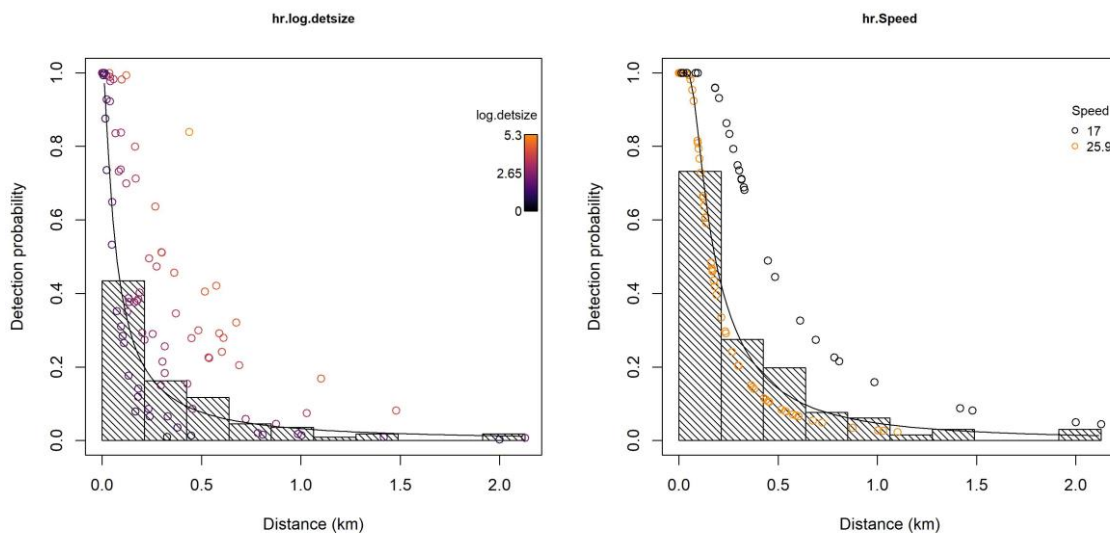 hr.log.detsize
Detection probability
1.0
0.8
0.6
0.4
0.2
0.0
0.0 0.5 1.0 1.5 2.0
Distance (km)
log.detsize
5.3
2.65
0
hr.Speed
Detection probability
1.0
0.8
0.6
0.4
0.2
0.0
0.0 0.5 1.0 1.5 2.0
Distance (km)
Speed
17
25.9